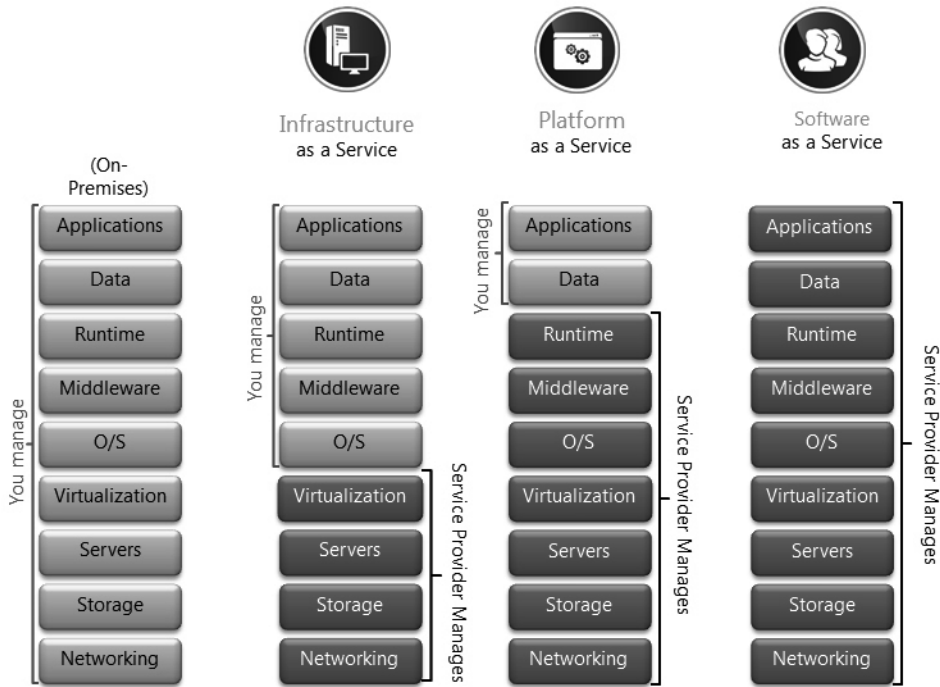 Infrastructure
as a Service
Platform
as a Service
Software
as a Service
(On-
Premises)
You manage
Applications
Data
Runtime
Middleware
O/S
Virtualization
Servers
Storage
Networking
You manage
Applications
Data
Runtime
Middleware
O/S
Virtualization
Servers
Storage
Networking
Service Provider Manages
You manage
Applications
Data
Runtime
Middleware
O/S
Virtualization
Servers
Storage
Networking
Service Provider Manages
Applications
Data
Runtime
Middleware
O/S
Virtualization
Servers
Storage
Networking
Service Provider Manages